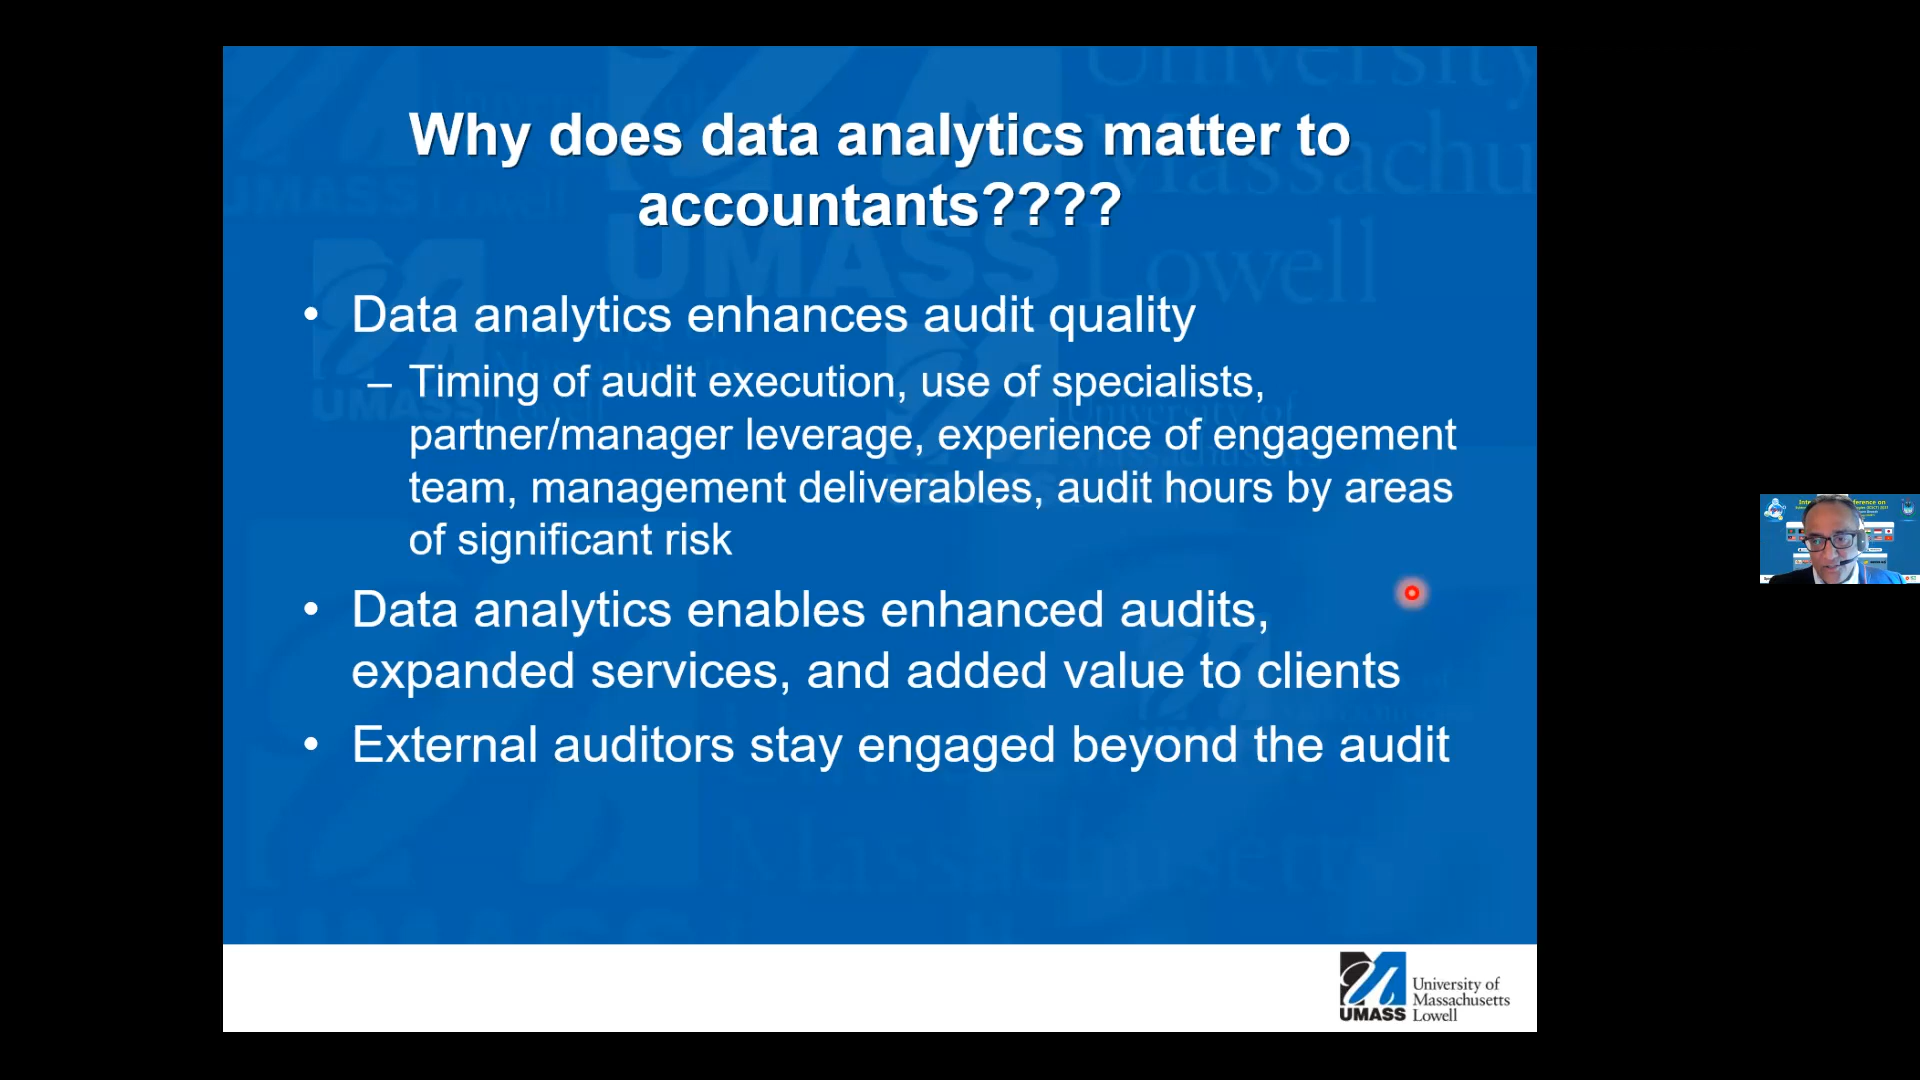 Why does data analytics matter to
accountants????
• Data analytics enhances audit quality
– Timing of audit execution, use of specialists,
partner/manager leverage, experience of engagement
team, management deliverables, audit hours by areas
of significant risk
• Data analytics enables enhanced audits,
expanded services, and added value to clients
• External auditors stay engaged beyond the audit
UMASS
University of
Massachusetts
Lowell